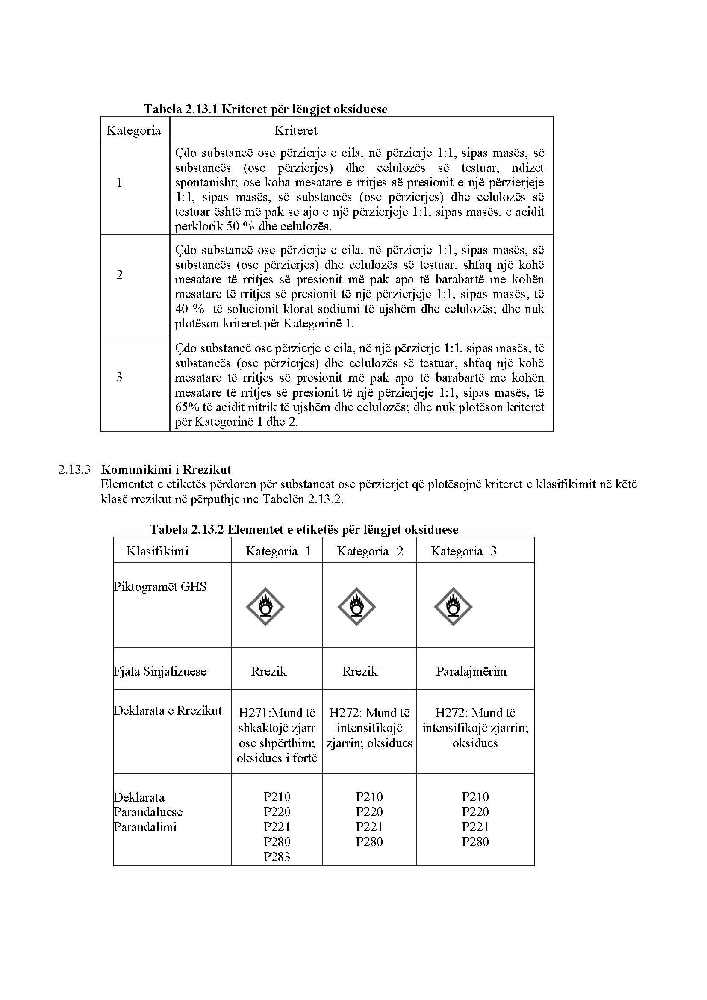 Tabela 2.13.1 Kriteret për lëngjet oksiduese
Kategoria Kriteret
1
Çdo substancë ose përzierje e cila, në përzierje 1:1, sipas masës, së
substancës (ose përzierjes) dhe celulozës së testuar, ndizet
spontanisht; ose koha mesatare e rritjes së presionit e një përzierjeje
1:1, sipas masës, së substancës (ose përzierjes) dhe celulozës së
testuar është më pak se ajo e një përzierjeje 1:1, sipas masës, e acidit
perklorik 50 % dhe celulozës.
2
Çdo substancë ose përzierje e cila, në përzierje 1:1, sipas masës, së
substancës (ose përzierjes) dhe celulozës së testuar, shfaq një kohë
mesatare të rritjes së presionit më pak apo të barabartë me kohën
mesatare të rritjes së presionit të një përzierjeje 1:1, sipas masës, të
40 % të solucionit klorat sodiumi të ujshëm dhe celulozës; dhe nuk
plotëson kriteret për Kategorinë 1.
3
Çdo substancë ose përzierje e cila, në një përzierje 1:1, sipas masës, të
substancës (ose përzierjes) dhe celulozës së testuar, shfaq një kohë
mesatare të rritjes së presionit më pak apo të barabartë me kohën
mesatare të rritjes së presionit të një përzierjeje 1:1, sipas masës, të
65% të acidit nitrik të ujshëm dhe celulozës; dhe nuk plotëson kriteret
për Kategorinë 1 dhe 2.
2.13.3 Komunikimi i Rrezikut
Elementet e etiketës përdoren për substancat ose përzierjet që plotësojnë kriteret e klasifikimit në këtë
klasë rrezikut në përputhje me Tabelën 2.13.2.
Tabela 2.13.2 Elementet e etiketës për lëngjet oksiduese
Klasifikimi Kategoria 1 Kategoria 2 Kategoria 3
Piktogramët GHS
Fjala Sinjalizuese Rrezik Rrezik Paralajmërim
Deklarata e Rrezikut
H271:Mund të
shkaktojë zjarr
ose shpërthim;
oksidues i fortë
H272: Mund të
intensifikojë
zjarrin; oksidues
H272: Mund të
intensifikojë zjarrin;
oksidues
Deklarata
Parandaluese
Parandalimi
P210
P220
P221
P280
P283
P210
P220
P221
P280
P210
P220
P221
P280